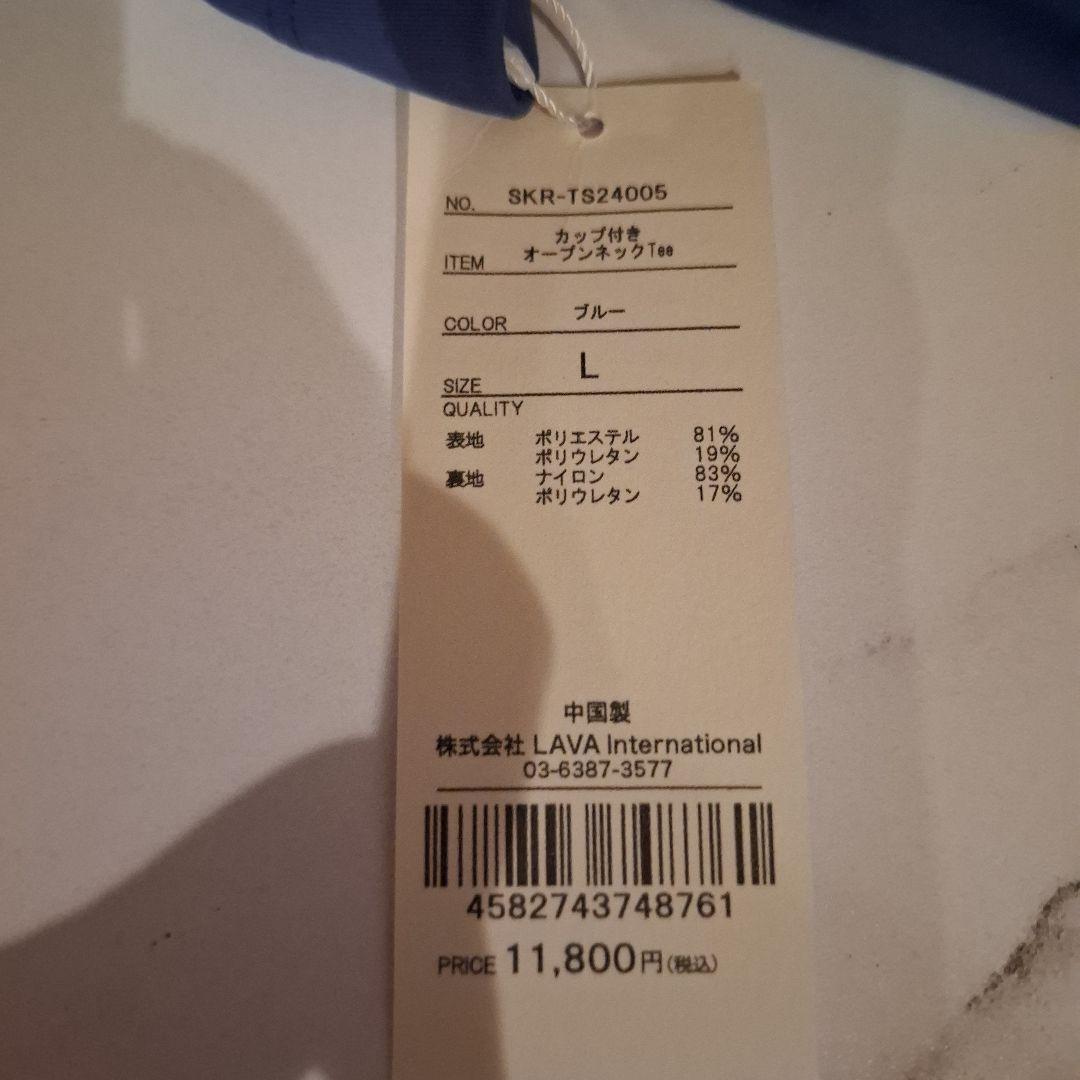 NO. SKR-TS24005
カップ付き
ITEM オープンネックTee
COLOR ブルー
SIZE L
QUALITY
表地 ポリエステル 81%
ポリウレタン 19%
裏地 ナイロン 83%
ポリウレタン 17%
中国製
株式会社 LAVA International
03-6387-3577
4582743748761
PRICE 11,800円(税込)